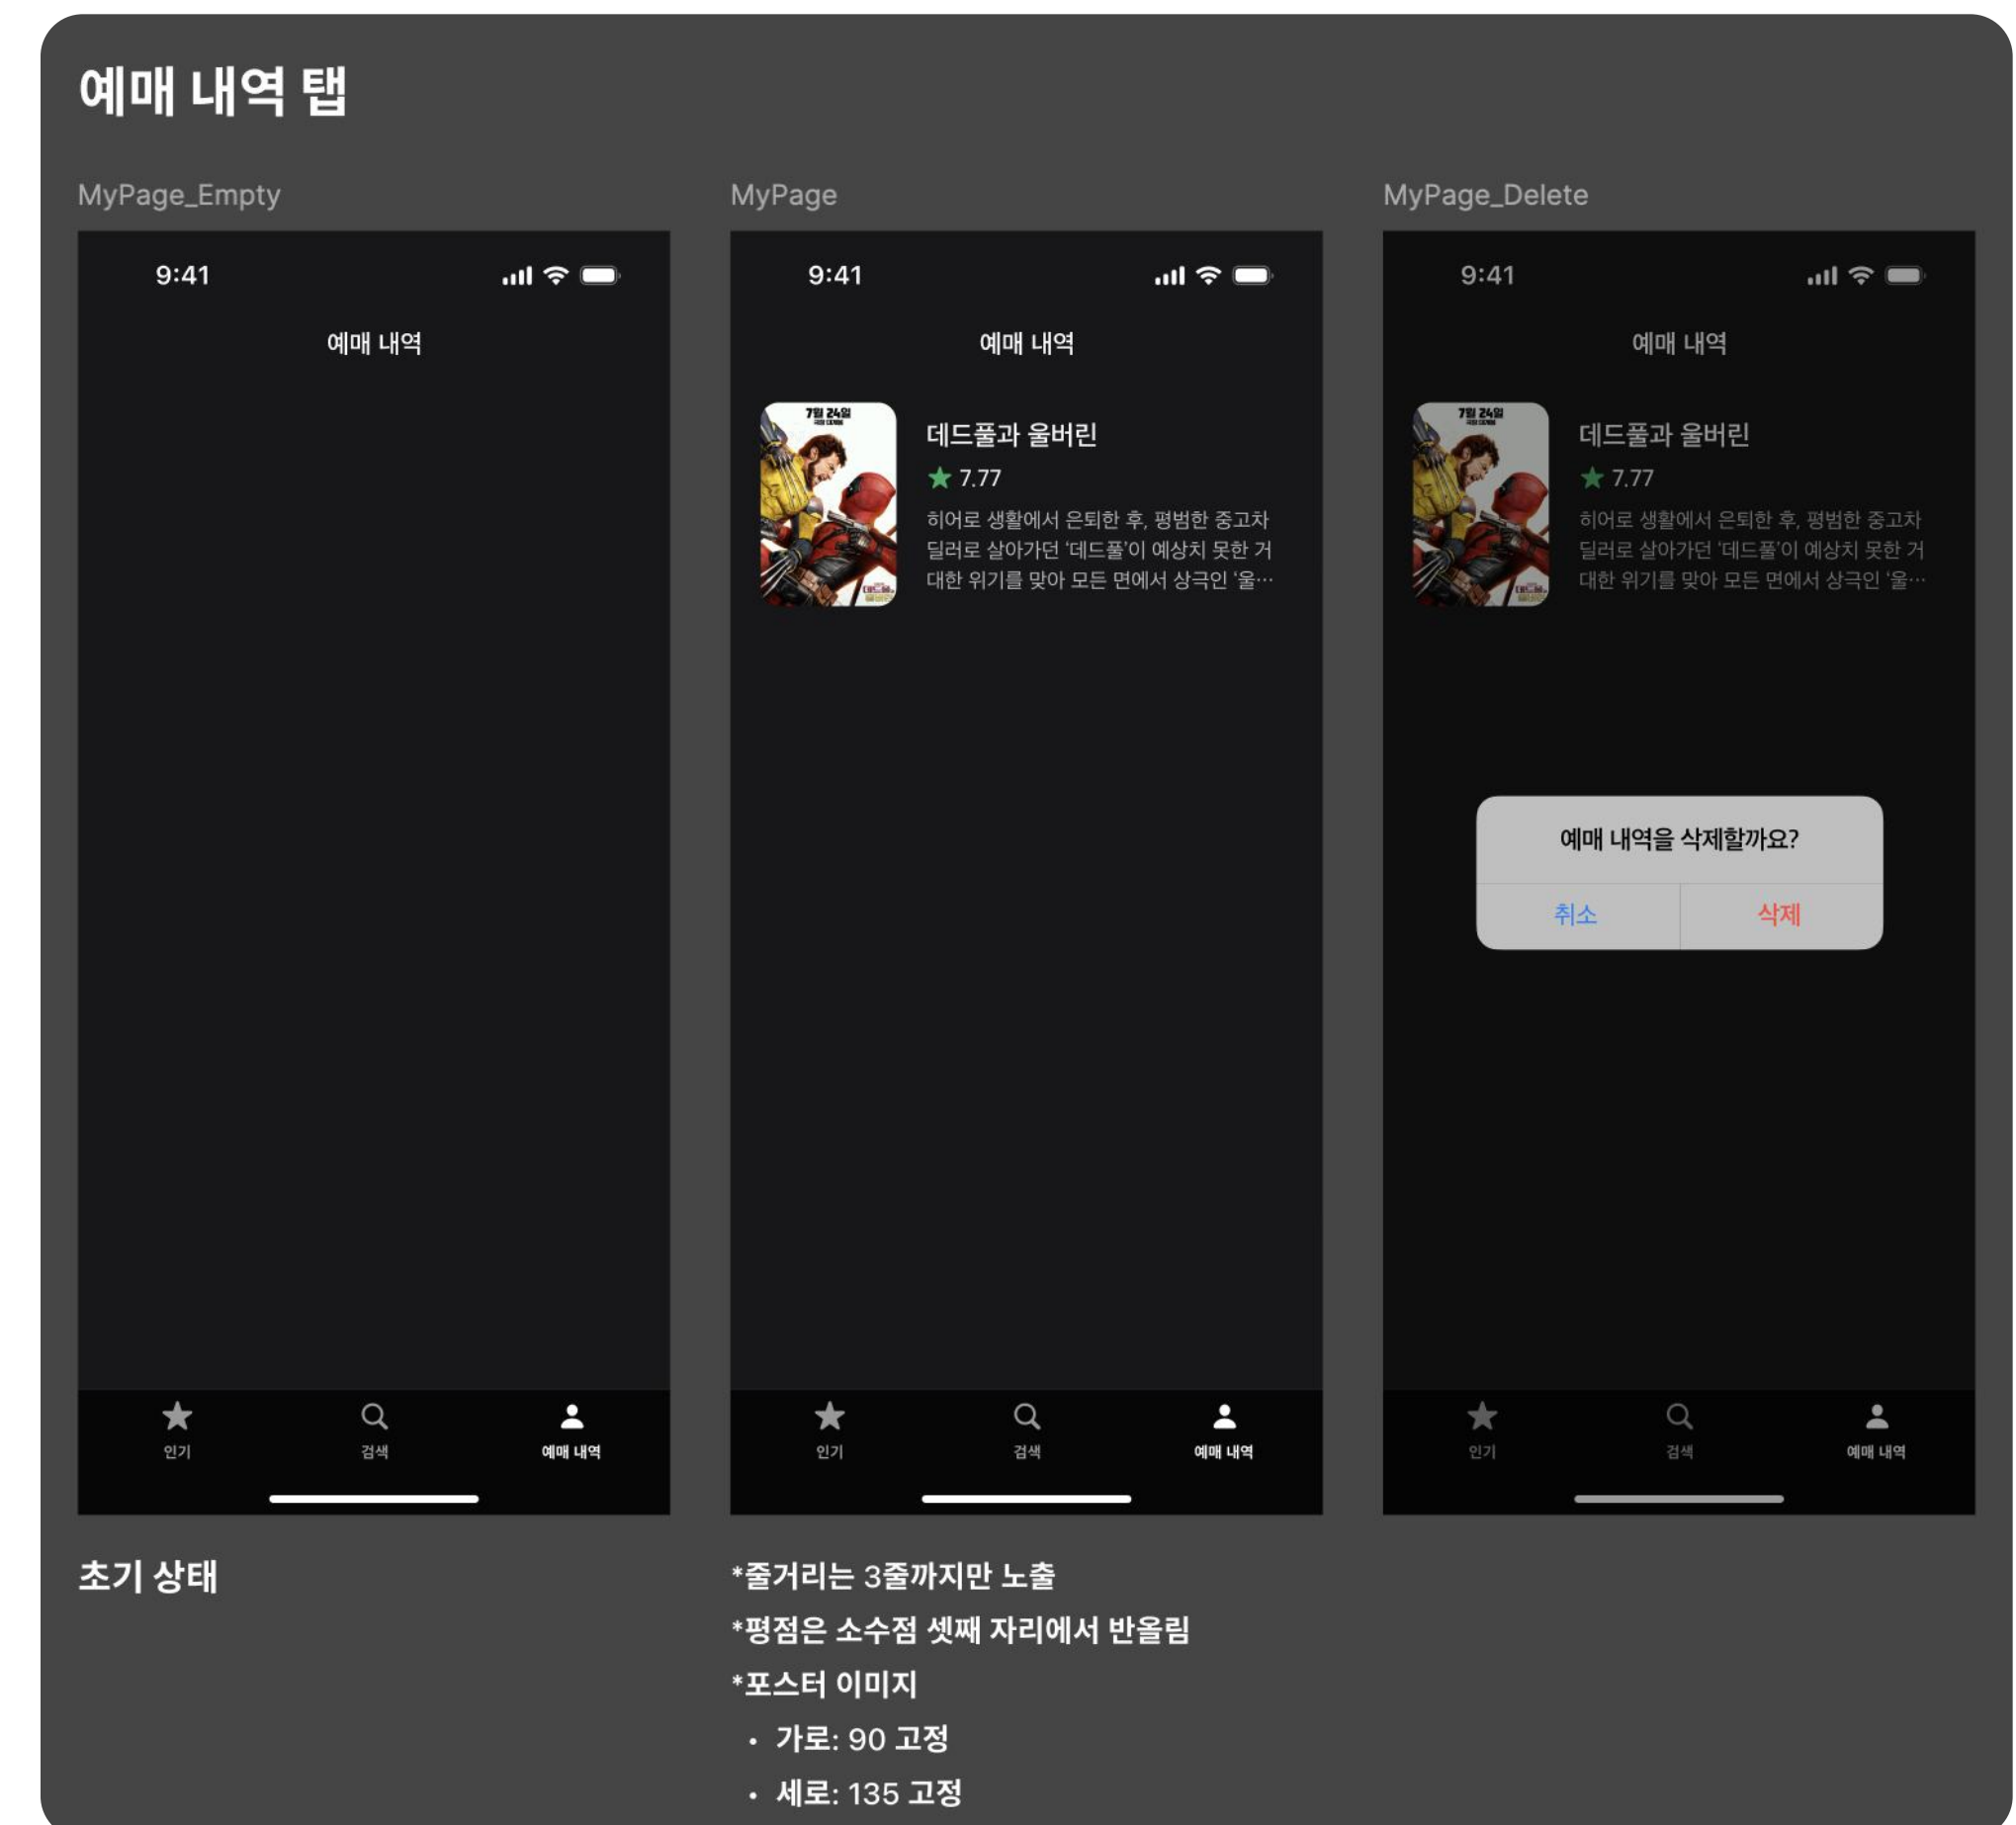 예매 내역 탭
MyPage_Empty
9:41
예매 내역
인기
검색
예매 내역
초기 상태
MyPage
9:41
예매 내역
7월 24일
데드풀과 울버린
7.77
히어로 생활에서 은퇴한 후, 평범한 중고차
딜러로 살아가던 ‘데드풀’이 예상치 못한 거
대한 위기를 맞아 모든 면에서 상극인 ‘울…
인기
검색
예매 내역
*줄거리는 3줄까지만 노출
*평점은 소수점 셋째 자리에서 반올림
*포스터 이미지
• 가로: 90 고정
• 세로: 135 고정
MyPage_Delete
9:41
예매 내역
7월 24일
데드풀과 울버린
7.77
히어로 생활에서 은퇴한 후, 평범한 중고차
딜러로 살아가던 ‘데드풀’이 예상치 못한 거
대한 위기를 맞아 모든 면에서 상극인 ‘울…
예매 내역을 삭제할까요?
취소
삭제
인기
검색
예매 내역